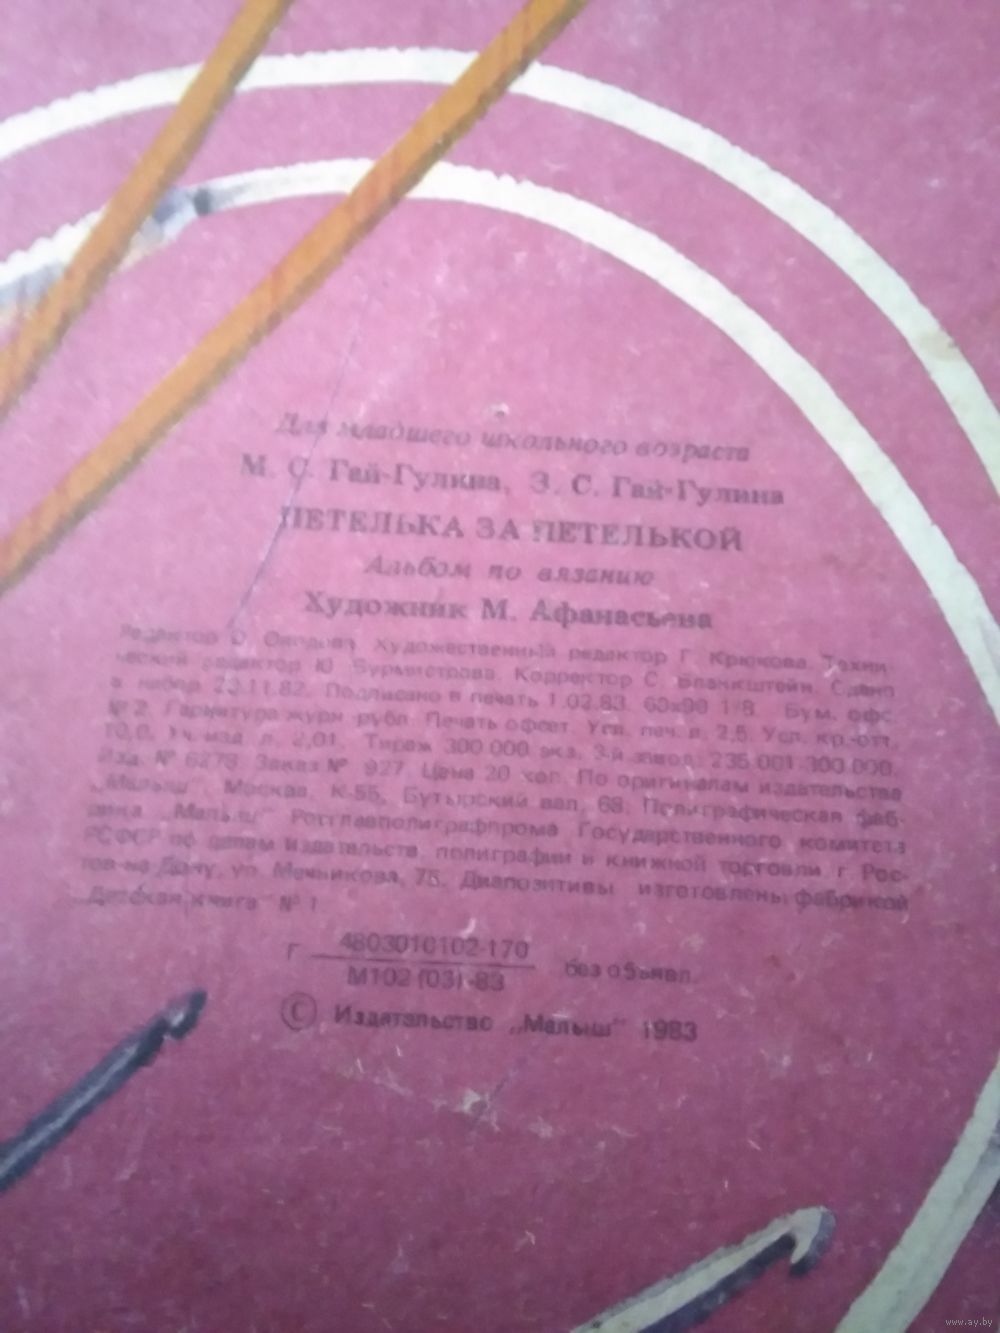 Для младшего школьного возраста
М. С. Гай-Гулина, З. С. Гай-Гулина
ПЕТЕЛЬКА ЗА ПЕТЕЛЬКОЙ
Альбом по вязанию
Художник М. Афанасьева
Редактор Художественный редактор Г. Крюкова. Техни-
ческий редактор Ю. Бурмистрова. Корректор С. Бланкштейн. Сдано
в набор 23.11.82. Подписано в печать 1.02.83. 60×90 1/8. Бум. офс.
№ 2. Гарнитура журн. рубл. Печать офсет. Усл. печ. л. 2,5. Усл. кр.-отт.
10,0. Уч.-изд. л. 2,01. Тираж 300 000 экз. 3-й завод: 235 001-300 000.
Изд. № 6278. Заказ № 927. Цена 20 коп. По оригиналам издательства
„Малыш". Москва, К-55, Бутырский вал, 68. Полиграфическая фаб-
рика „Малыш" Росглавполиграфпрома Государственного комитета
РСФСР по делам издательств, полиграфии и книжной торговли. г. Рос-
тов-на-Дону, ул. Мечникова, 75. Диапозитивы изготовлены фабрикой
„Детская книга" № 1.
4803010102-170
М102(03)-83
без объявл.
© Издательство „Малыш" 1983
www.ay.by